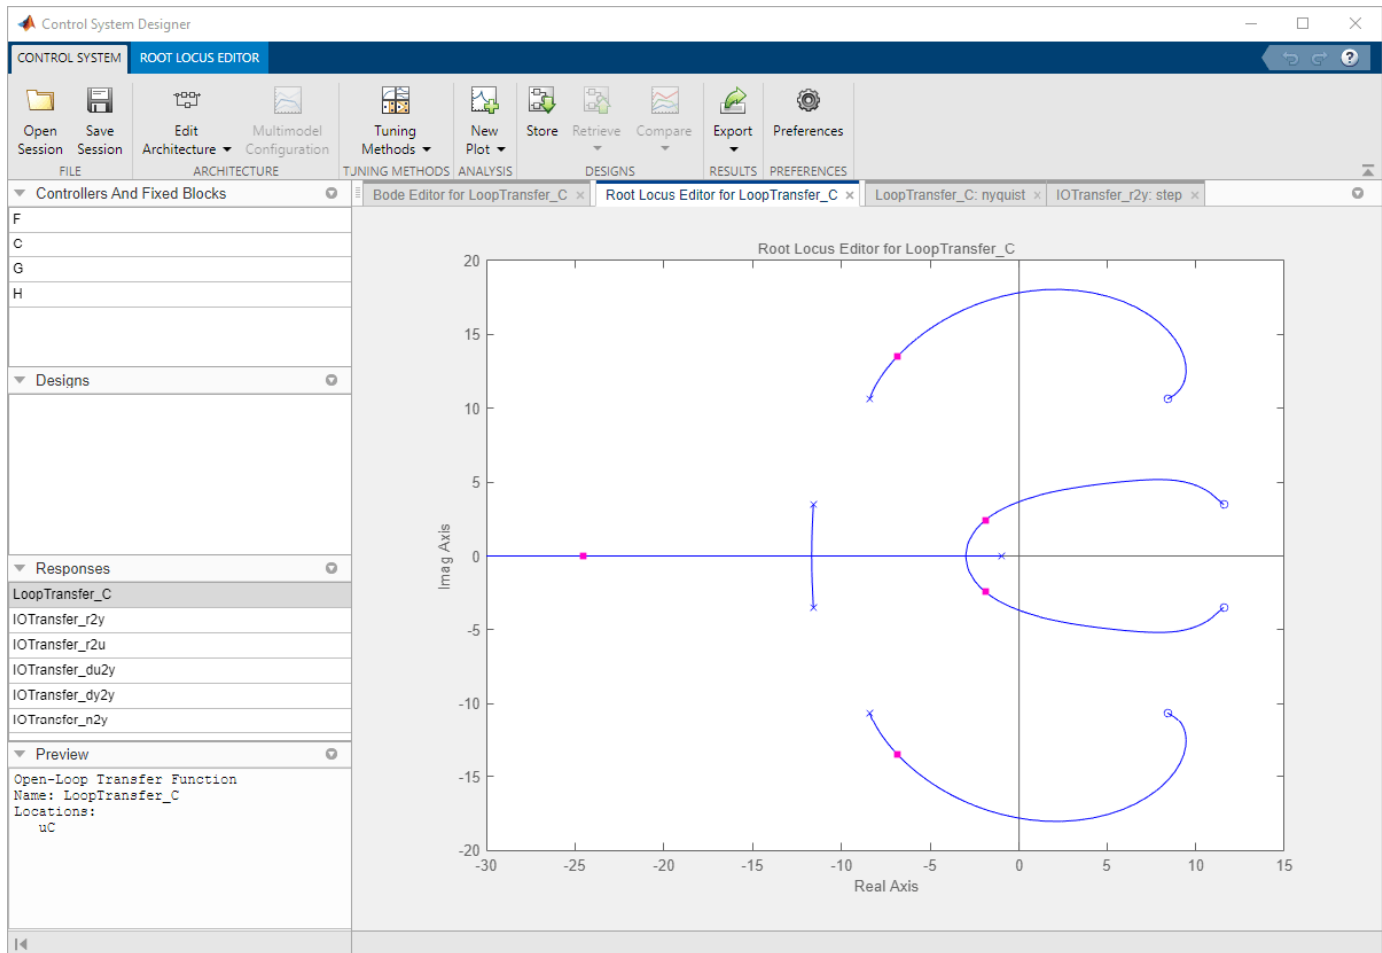 Control System Designer
CONTROL SYSTEM
ROOT LOCUS EDITOR
?
Open Session
Save Session
Edit Architecture
Multimodel Configuration
Tuning Methods
New Plot
Store
Retrieve
Compare
Export
Preferences
FILE
ARCHITECTURE
TUNING METHODS
ANALYSIS
DESIGNS
RESULTS
PREFERENCES
Controllers And Fixed Blocks
F
C
G
H
Designs
Responses
LoopTransfer_C
IOTransfer_r2y
IOTransfer_r2u
IOTransfer_du2y
IOTransfer_dy2y
IOTransfer_n2y
Preview
Open-Loop Transfer Function
Name: LoopTransfer_C
Locations:
uC
Bode Editor for LoopTransfer_C
Root Locus Editor for LoopTransfer_C
LoopTransfer_C: nyquist
IOTransfer_r2y: step
Root Locus Editor for LoopTransfer_C
20
15
10
5
0
-5
-10
-15
-20
Imag Axis
-30 -25 -20 -15 -10 -5 0 5 10 15
Real Axis